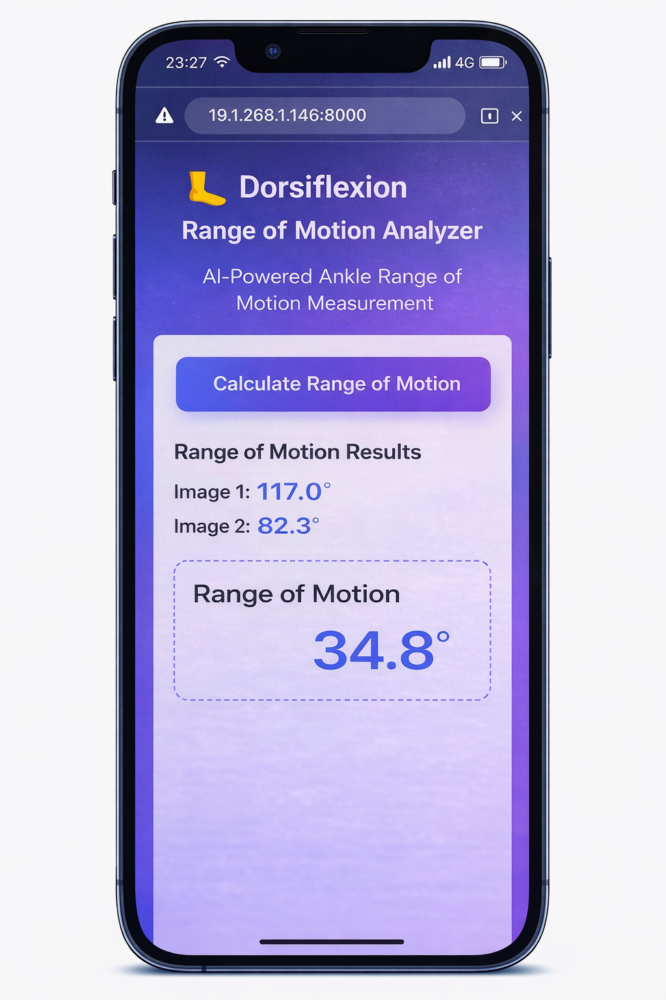 23:27 4G
19.1.268.1.146:8000
Dorsiflexion
Range of Motion Analyzer
AI-Powered Ankle Range of
Motion Measurement
Calculate Range of Motion
Range of Motion Results
Image 1: 117.0°
Image 2: 82.3°
Range of Motion
34.8°